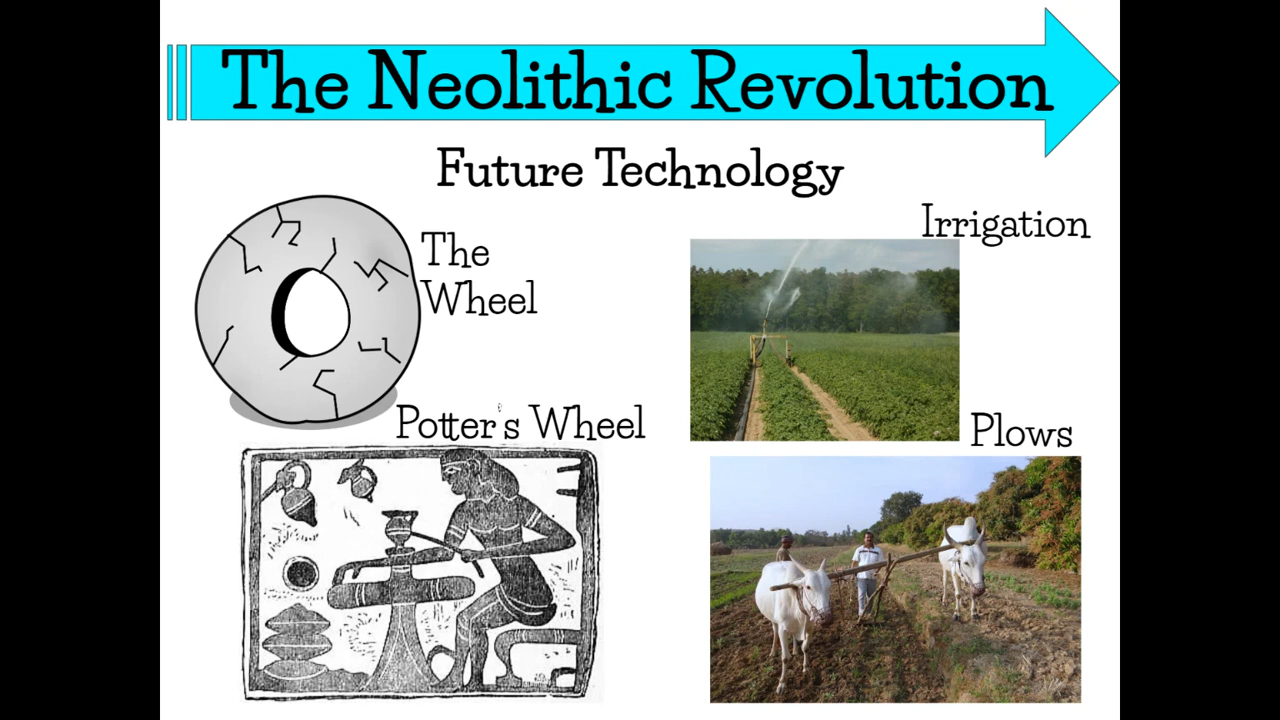 The Neolithic Revolution
Future Technology
The
Wheel
Irrigation
Potter's Wheel
Plows